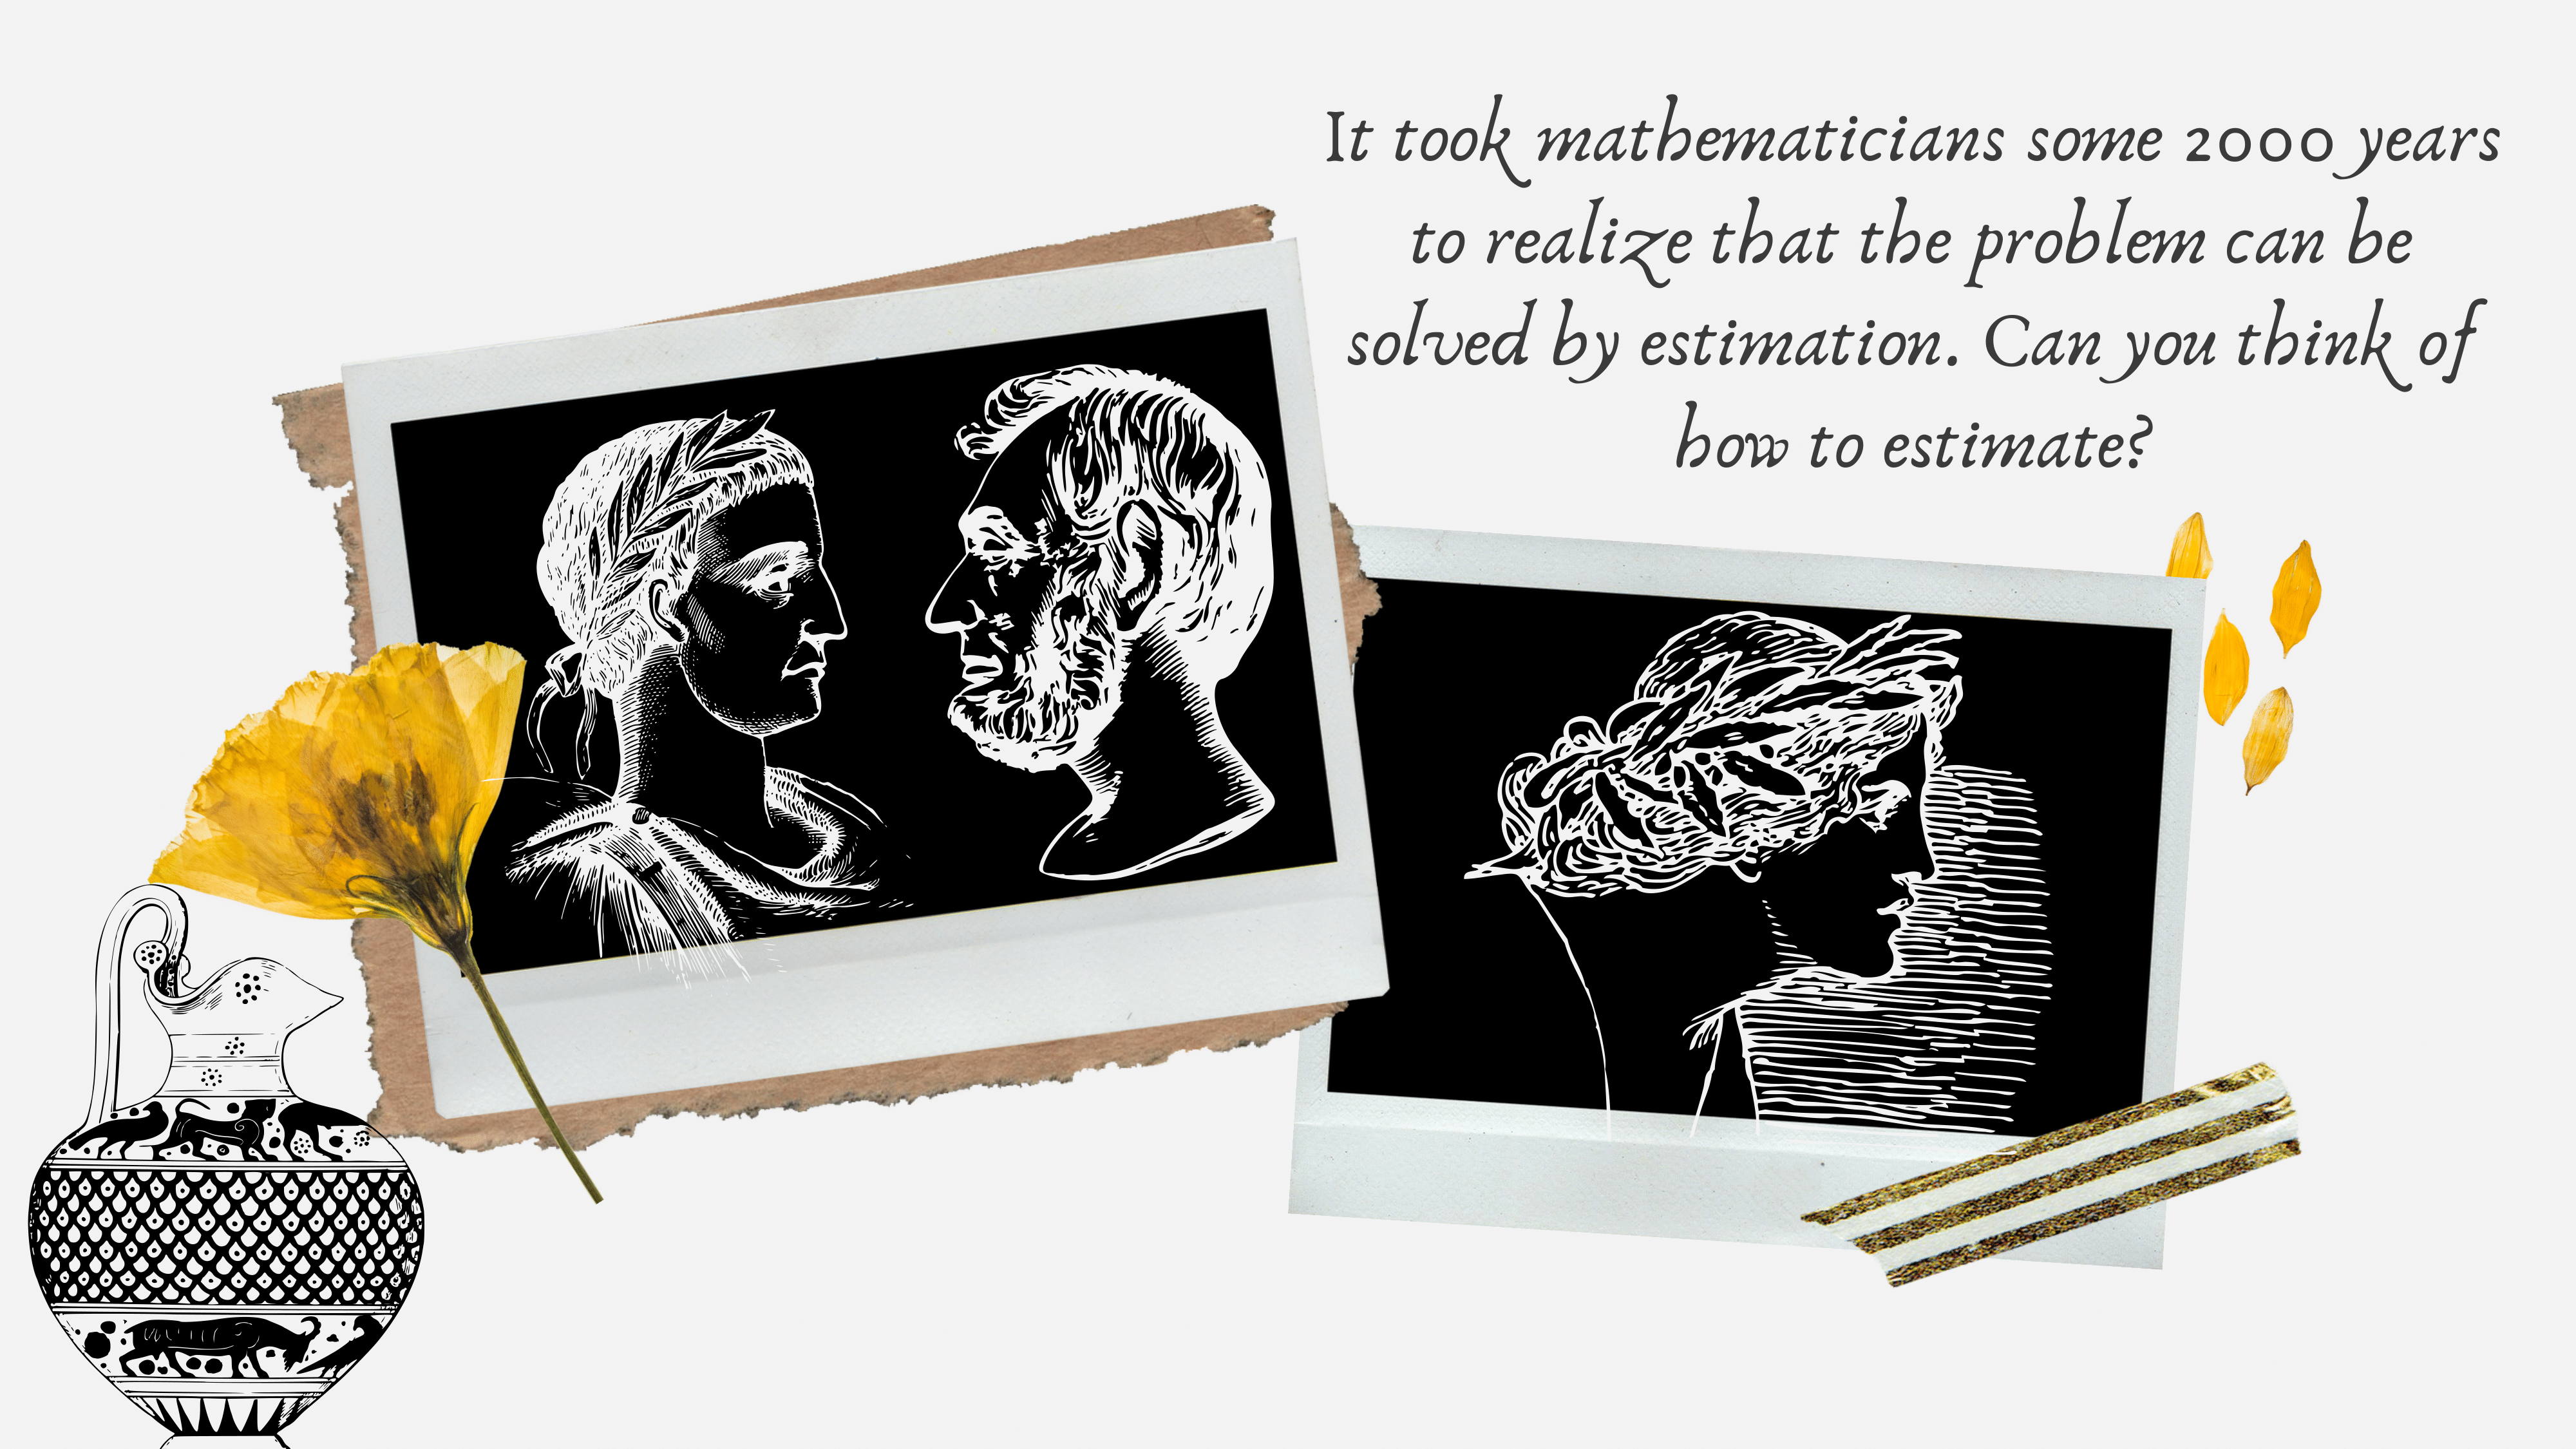 It took mathematicians some 2000 years
to realize that the problem can be
solved by estimation. Can you think of
how to estimate?